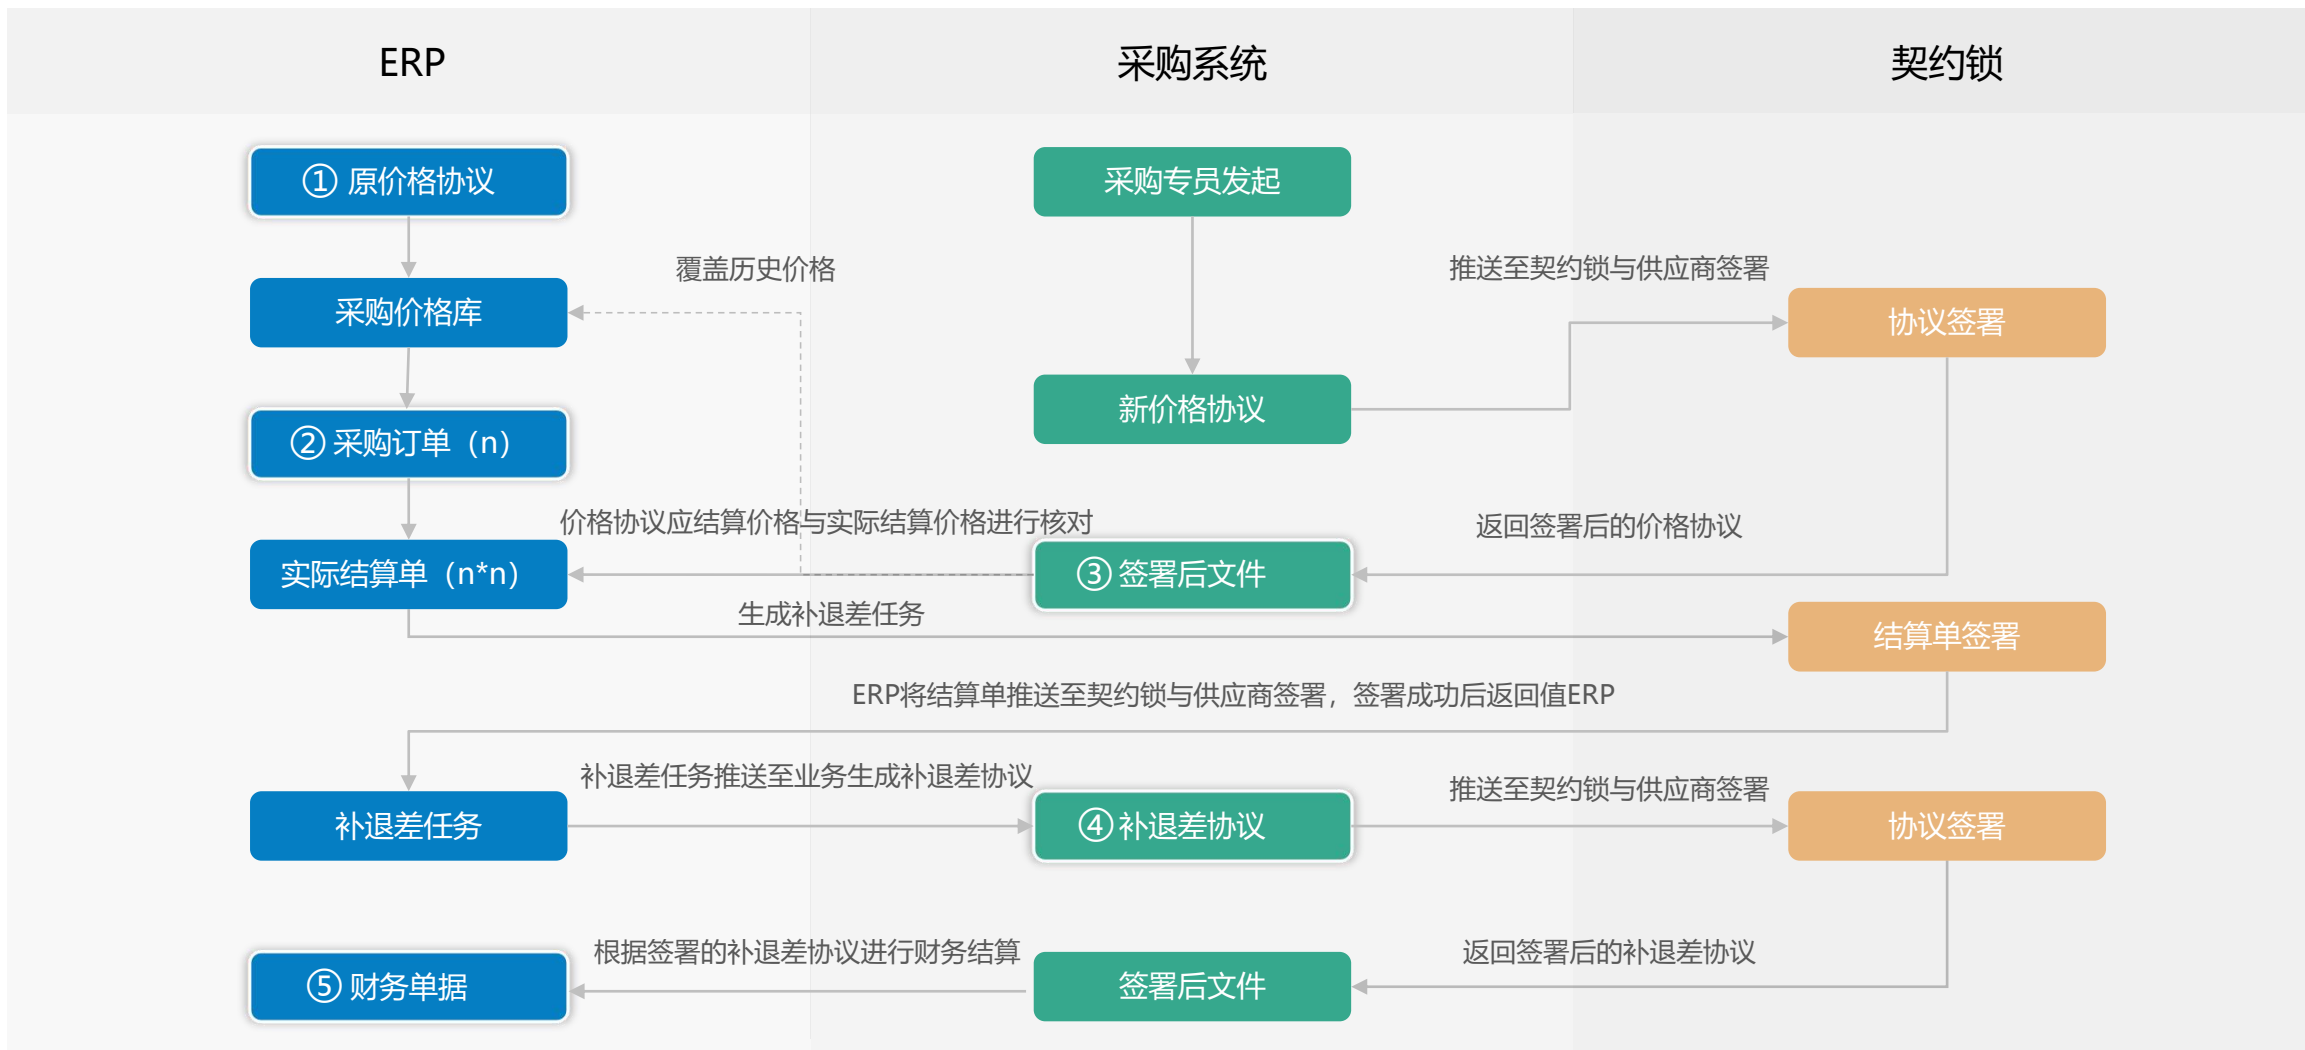 ERP
采购系统
契约锁
① 原价格协议
采购专员发起
覆盖历史价格
推送至契约锁与供应商签署
采购价格库
协议签署
新价格协议
② 采购订单（n）
价格协议应结算价格与实际结算价格进行核对
返回签署后的价格协议
实际结算单（n*n）
③ 签署后文件
生成补退差任务
结算单签署
ERP将结算单推送至契约锁与供应商签署，签署成功后返回值ERP
补退差任务推送至业务生成补退差协议
推送至契约锁与供应商签署
补退差任务
④ 补退差协议
协议签署
根据签署的补退差协议进行财务结算
返回签署后的补退差协议
⑤ 财务单据
签署后文件